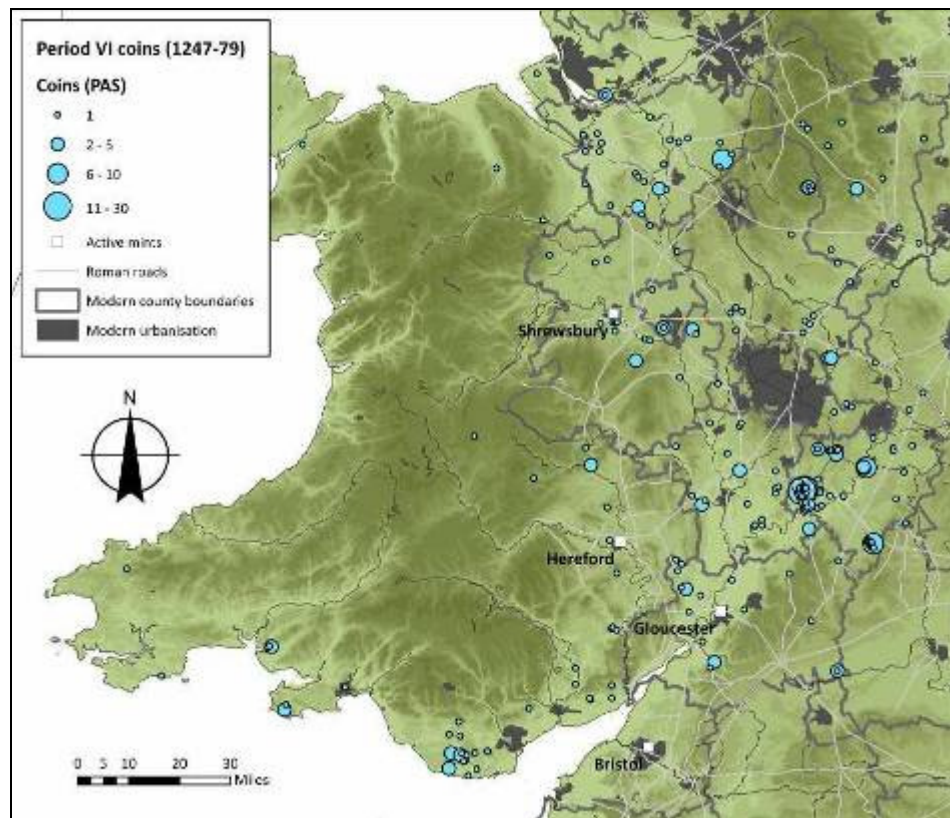 Period VI coins (1247-79)
Coins (PAS)
1
2 - 5
6 - 10
11 - 30
Active mints
Roman roads
Modern county boundaries
Modern urbanisation
Shrewsbury
N
Hereford
Gloucester
Bristol
0 5 10 20 30
Miles